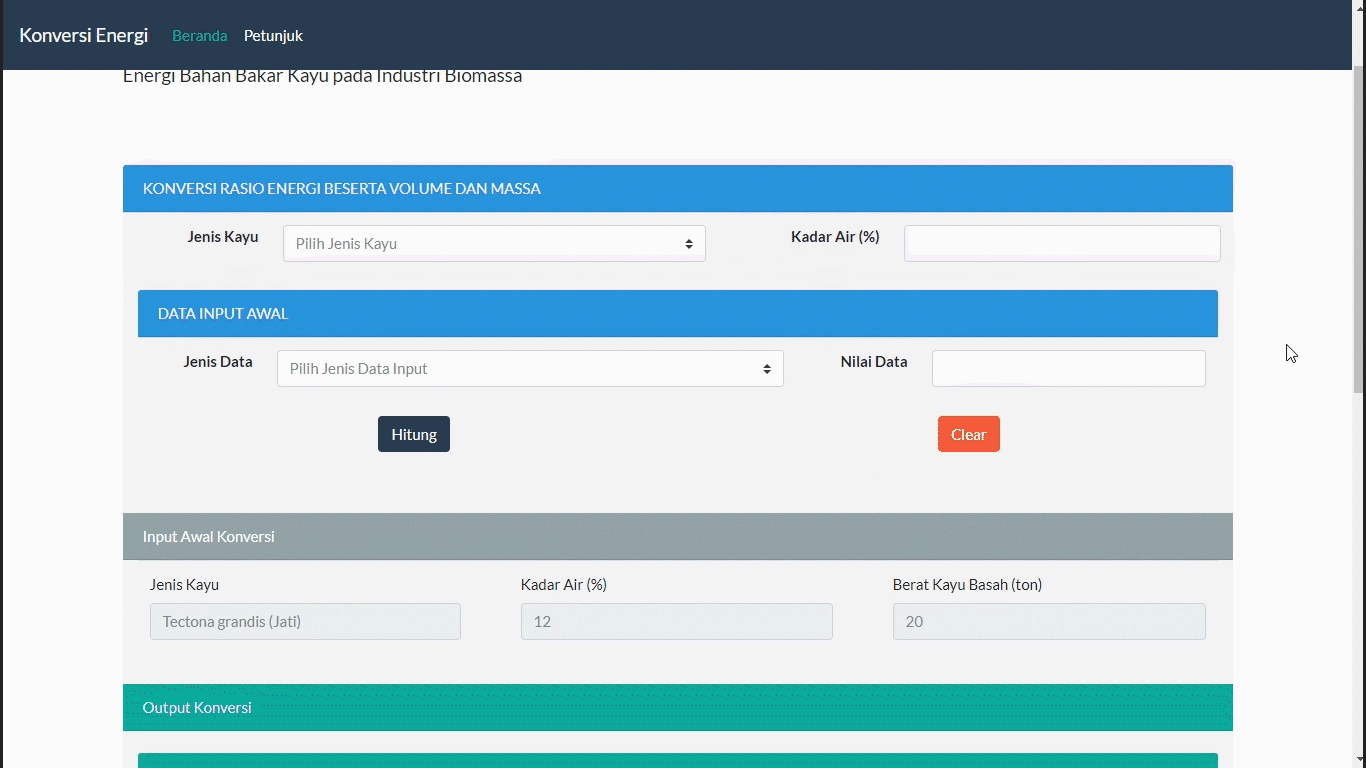 Konversi Energi Beranda Petunjuk
Energi Bahan Bakar Kayu pada Industri Biomassa
KONVERSI RASIO ENERGI BESERTA VOLUME DAN MASSA
Jenis Kayu Pilih Jenis Kayu Kadar Air (%)
DATA INPUT AWAL
Jenis Data Pilih Jenis Data Input Nilai Data
Hitung Clear
Input Awal Konversi
Jenis Kayu Kadar Air (%) Berat Kayu Basah (ton)
Tectona grandis (Jati) 12 20
Output Konversi